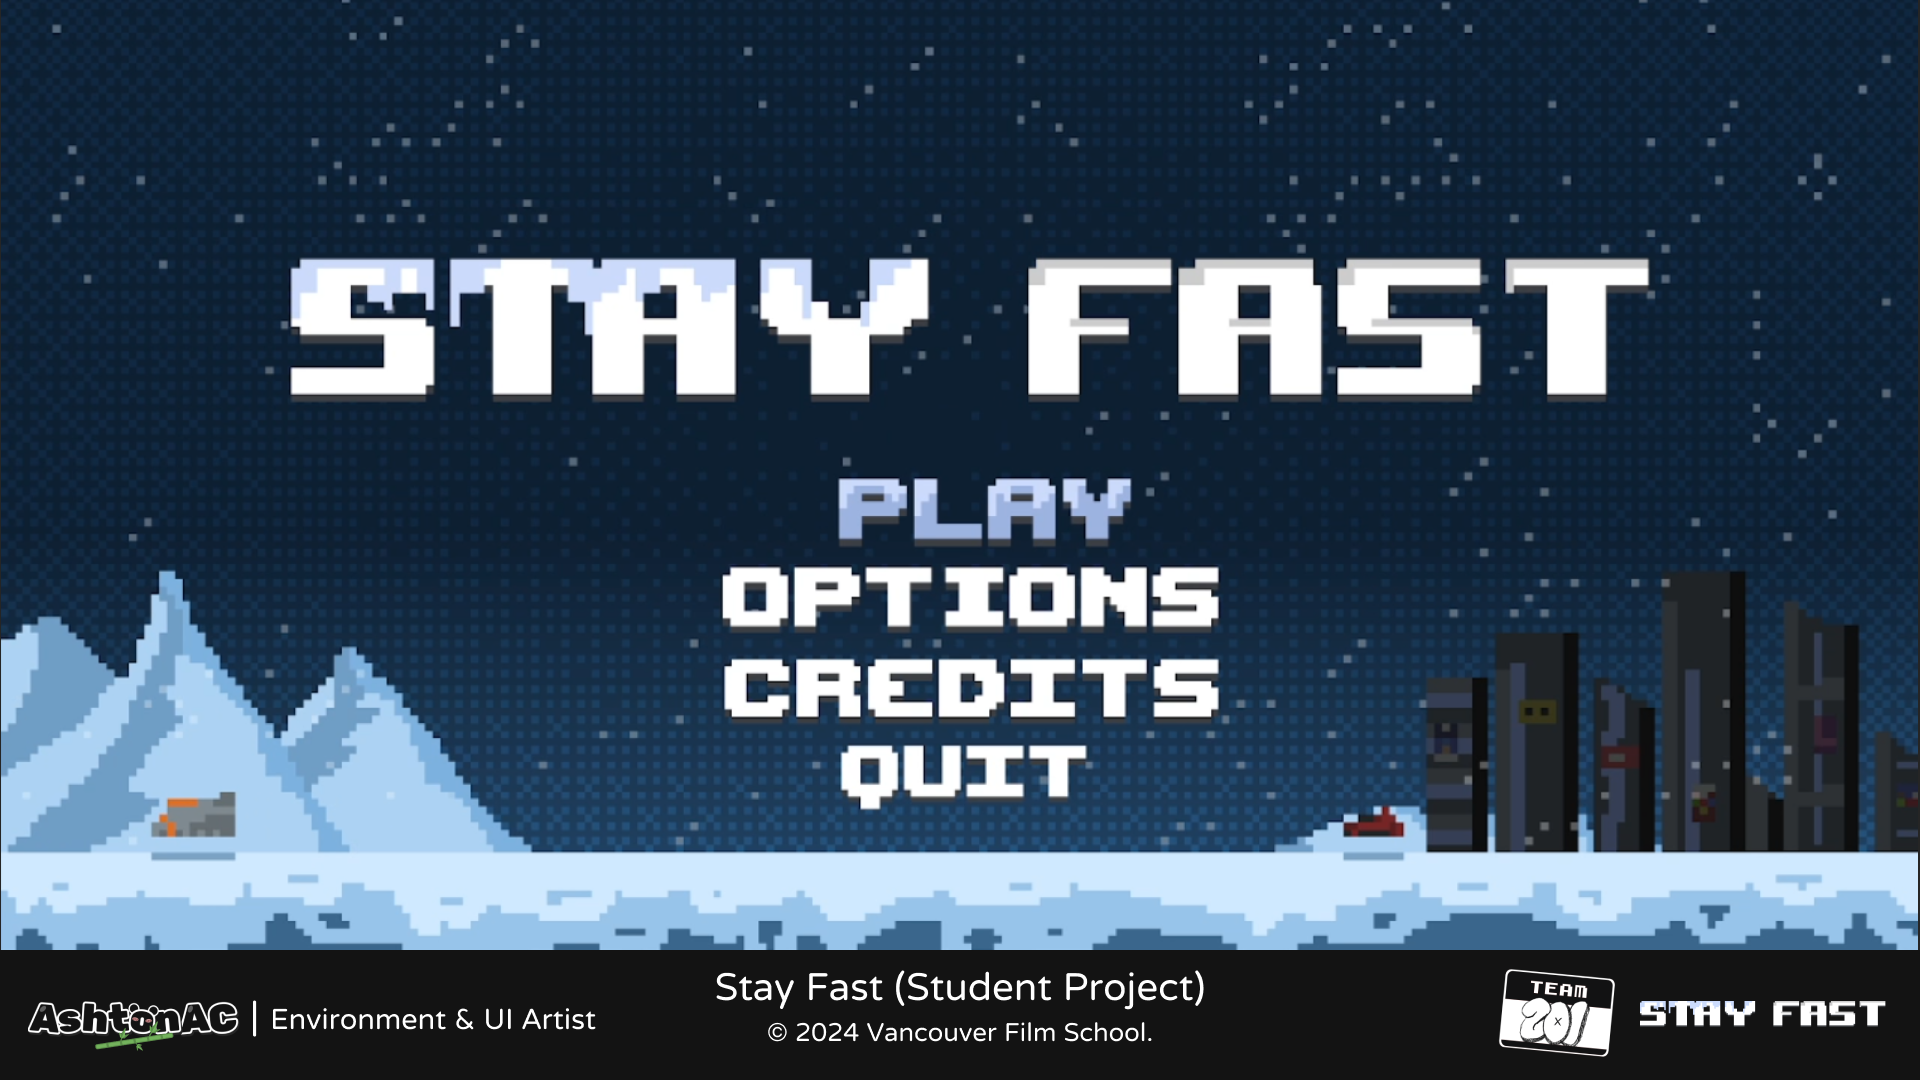 STAY FAST
PLAY
OPTIONS
CREDITS
QUIT
AshtonAC | Environment & UI Artist
Stay Fast (Student Project)
© 2024 Vancouver Film School.
TEAM
2x01
STAY FAST